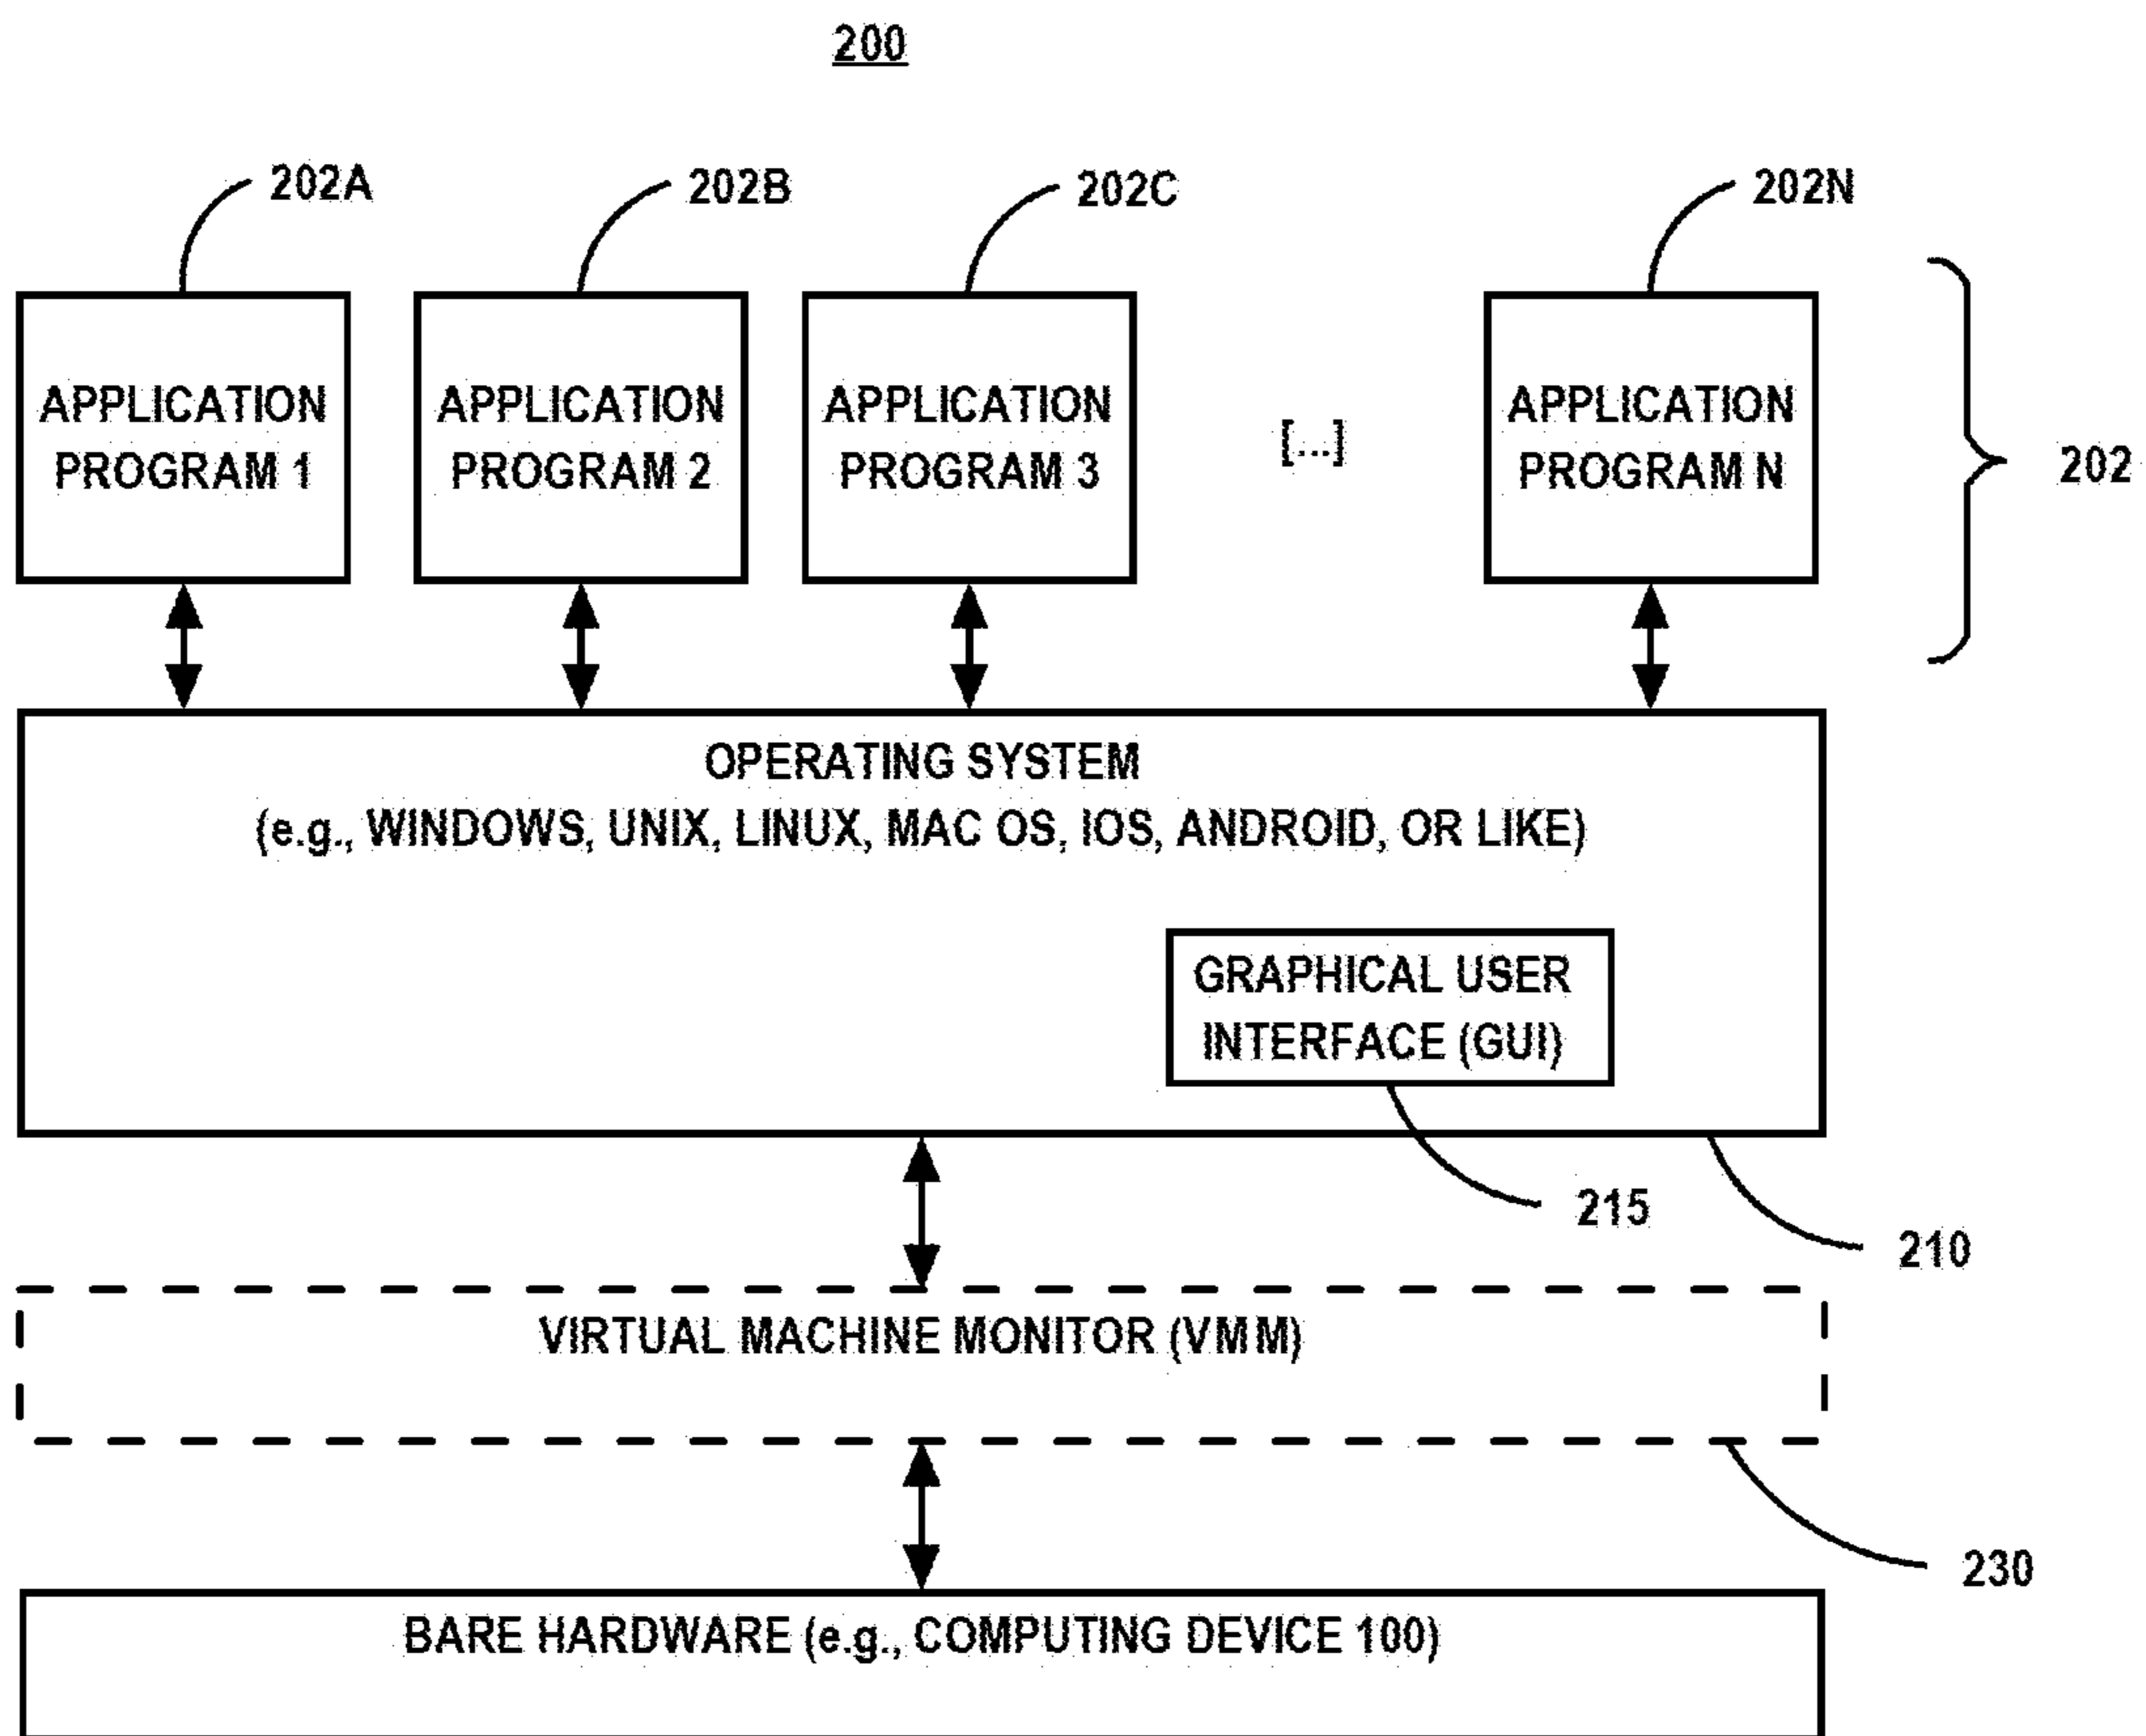 200
202A
202B
202C
202N
APPLICATION
PROGRAM 1
APPLICATION
PROGRAM 2
APPLICATION
PROGRAM 3
[...]
APPLICATION
PROGRAM N
202
OPERATING SYSTEM
(e.g., WINDOWS, UNIX, LINUX, MAC OS, IOS, ANDROID, OR LIKE)
GRAPHICAL USER
INTERFACE (GUI)
215
210
VIRTUAL MACHINE MONITOR (VMM)
230
BARE HARDWARE (e.g., COMPUTING DEVICE 100)